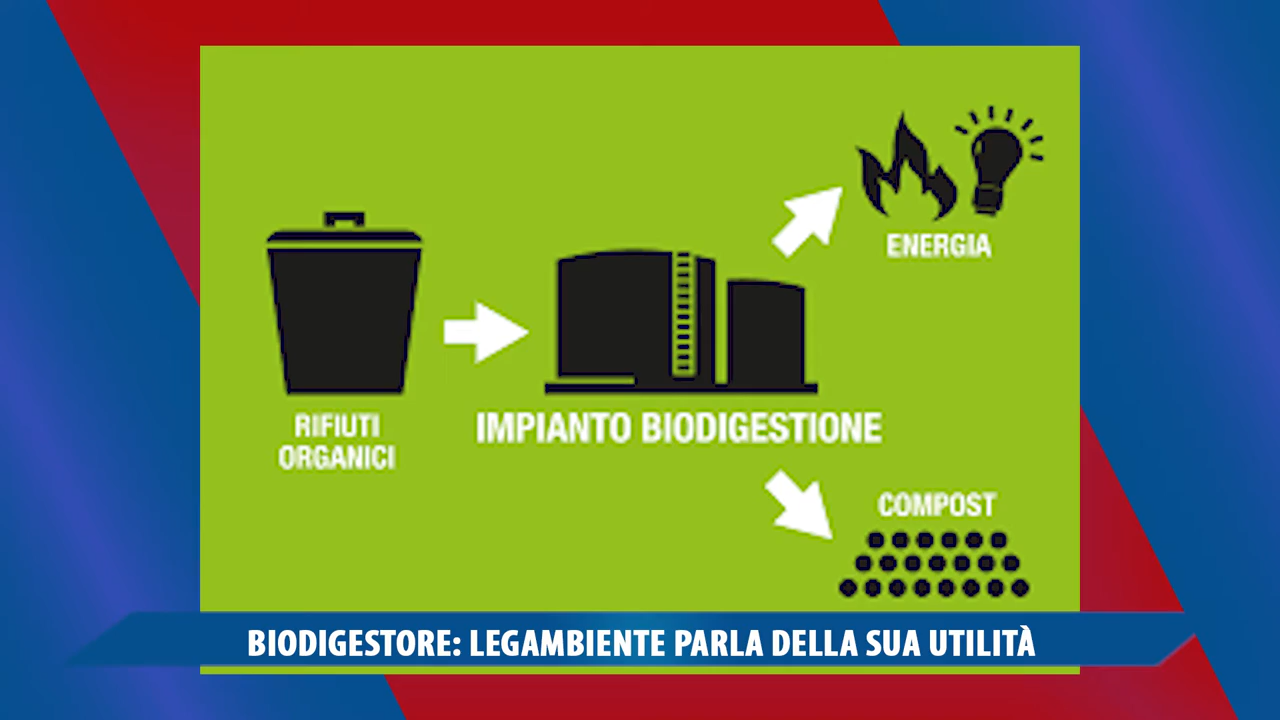 ENERGIA
RIFIUTI
ORGANICI
IMPIANTO BIODIGESTIONE
COMPOST
BIODIGESTORE: LEGAMBIENTE PARLA DELLA SUA UTILITÀ